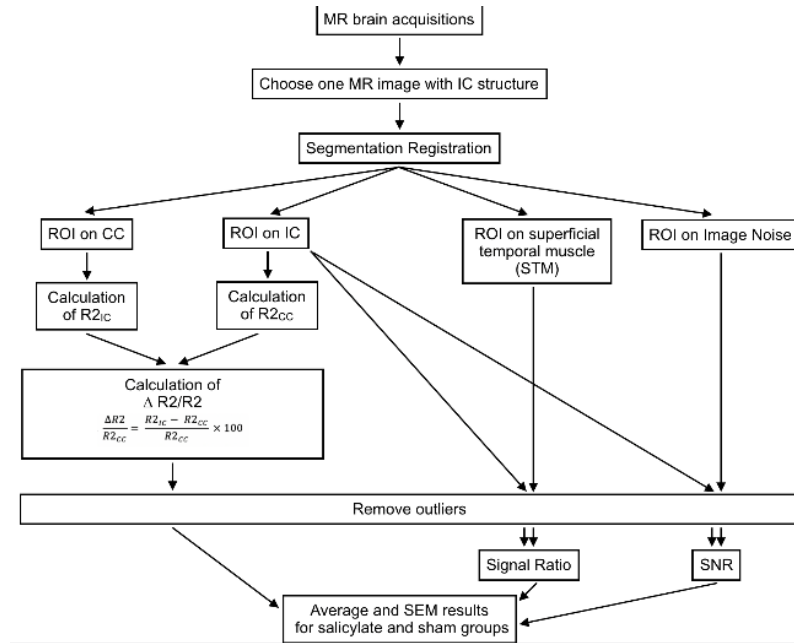 MR brain acquisitions
Choose one MR image with IC structure
Segmentation Registration
ROI on CC
ROI on IC
ROI on superficial
temporal muscle
(STM)
ROI on Image Noise
Calculation
of R2IC
Calculation
of R2CC
Calculation of
Δ R2/R2
ΔR2/R2CC = (R2IC − R2CC)/R2CC × 100
Remove outliers
Signal Ratio
SNR
Average and SEM results
for salicylate and sham groups